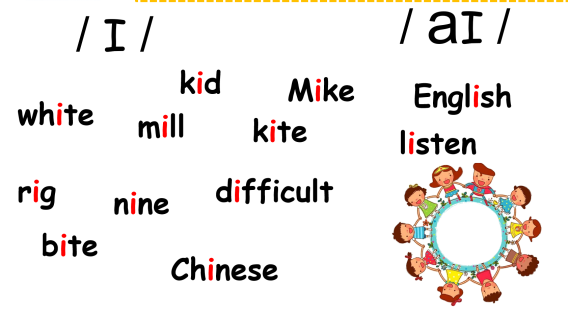 / ɪ /
/ aɪ /
kid
Mike
English
white
mill
kite
listen
rig
nine
difficult
bite
Chinese